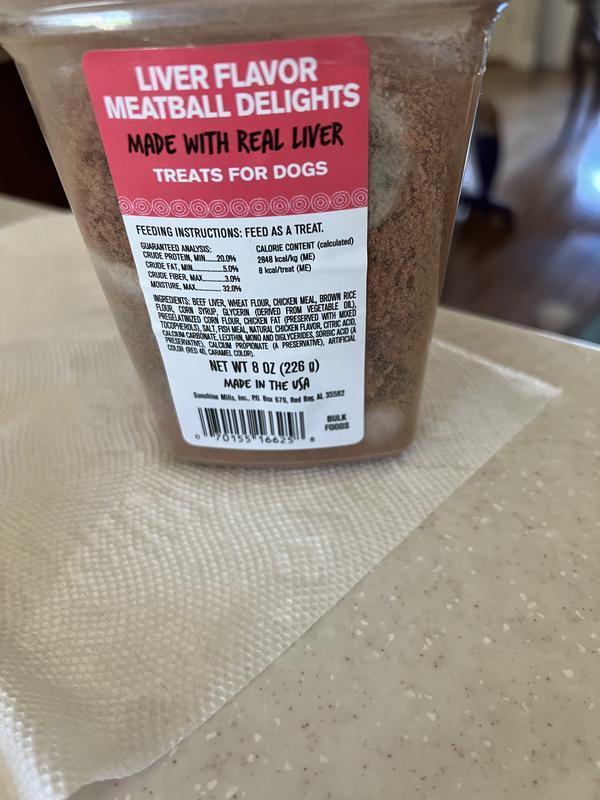 LIVER FLAVOR
MEATBALL DELIGHTS
MADE WITH REAL LIVER
TREATS FOR DOGS
FEEDING INSTRUCTIONS: FEED AS A TREAT.
GUARANTEED ANALYSIS:
CRUDE PROTEIN, MIN.....20.0%
CRUDE FAT, MIN..............5.0%
CRUDE FIBER, MAX..........3.0%
MOISTURE, MAX.............32.0%
CALORIE CONTENT (calculated)
2848 kcal/kg (ME)
8 kcal/treat (ME)
INGREDIENTS: BEEF LIVER, WHEAT FLOUR, CHICKEN MEAL, BROWN RICE
FLOUR, CORN SYRUP, GLYCERIN (DERIVED FROM VEGETABLE OIL),
PREGELATINIZED CORN FLOUR, CHICKEN FAT (PRESERVED WITH MIXED
TOCOPHEROLS), SALT, FISH MEAL, NATURAL CHICKEN FLAVOR, CITRIC ACID,
CALCIUM CARBONATE, LECITHIN, MONO AND DIGLYCERIDES, SORBIC ACID (A
PRESERVATIVE), CALCIUM PROPIONATE (A PRESERVATIVE), ARTIFICIAL
COLOR (RED 40, CARAMEL COLOR).
NET WT 8 OZ (226 g)
MADE IN THE USA
Sunshine Mills, Inc., P.O. Box 676, Red Bay, AL 35582
0 70155 16625 8
BULK
FOODS